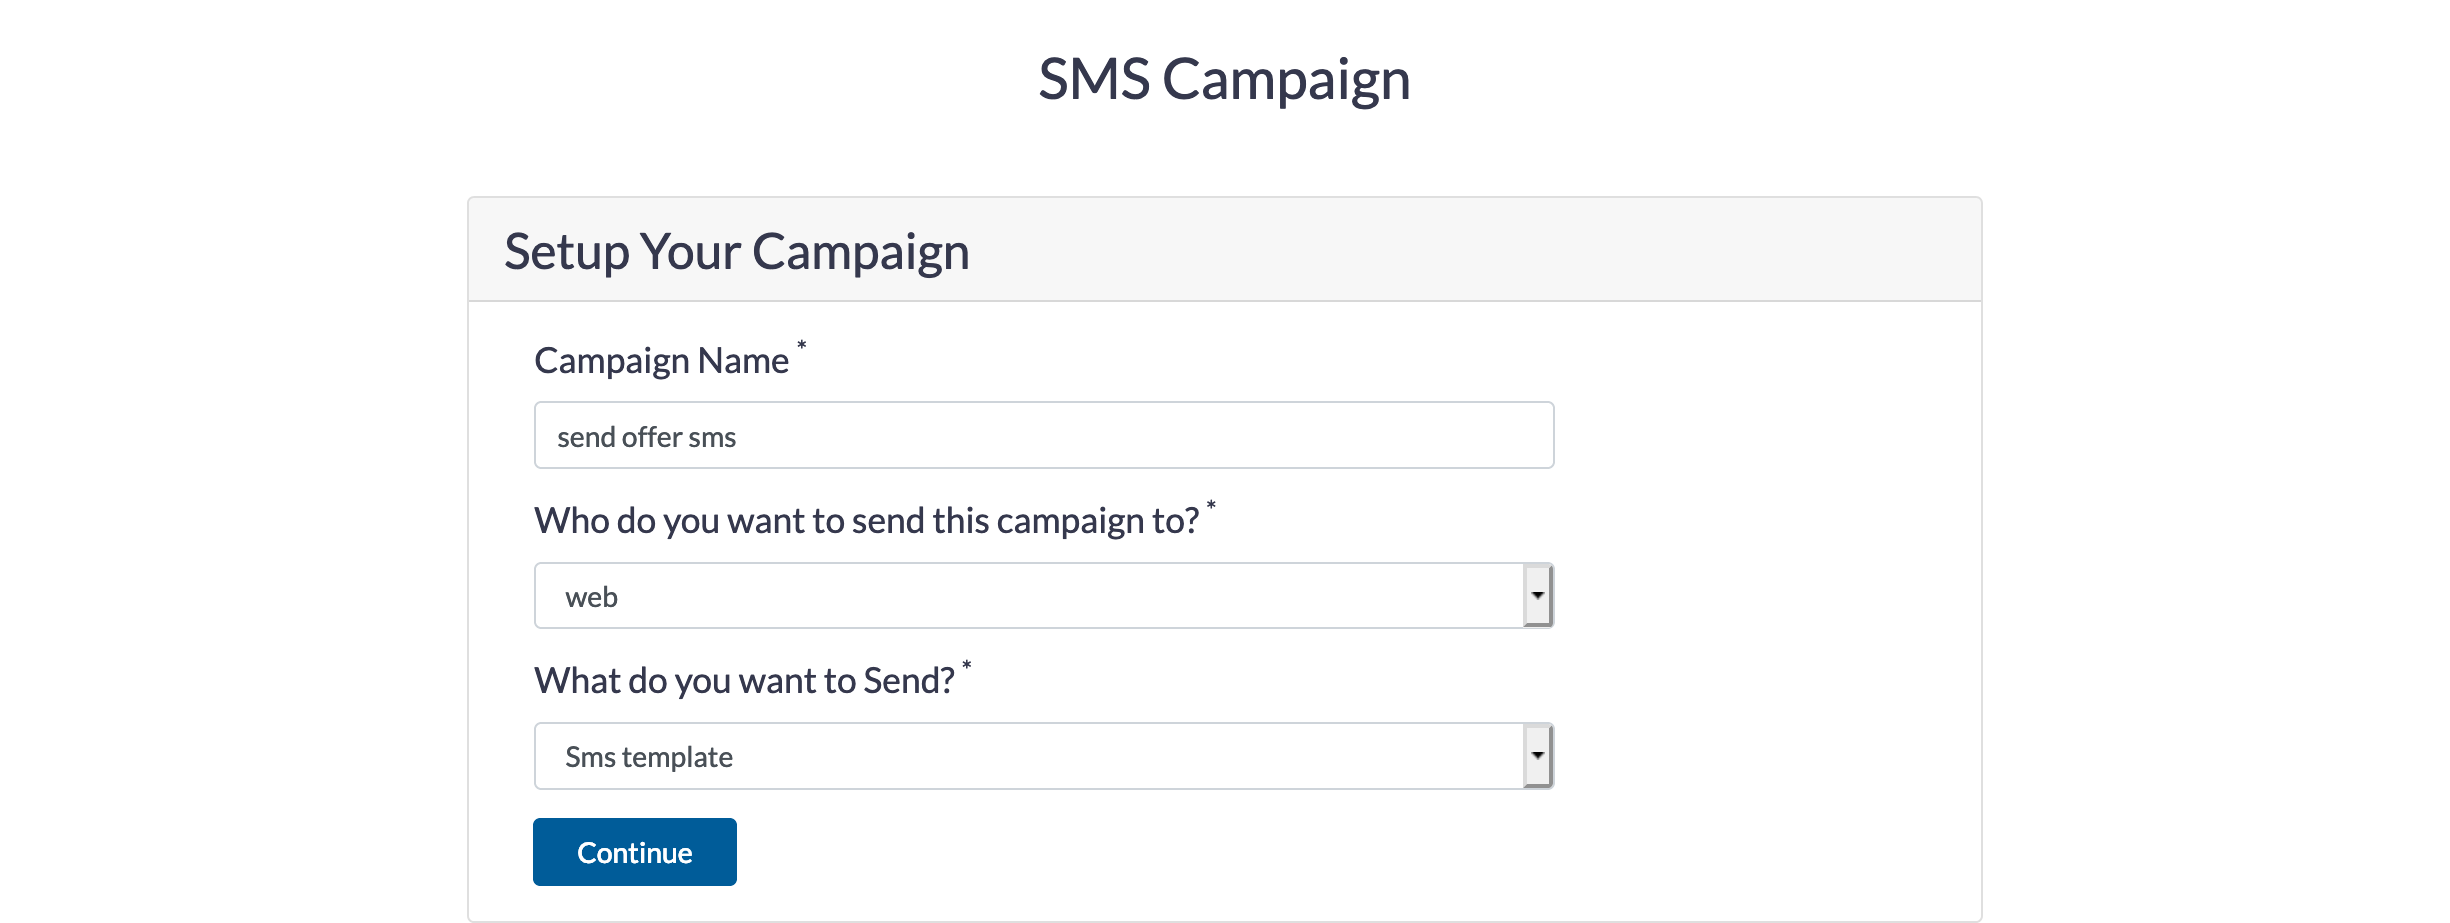 SMS Campaign
Setup Your Campaign
Campaign Name *
send offer sms
Who do you want to send this campaign to? *
web
What do you want to Send? *
Sms template
Continue